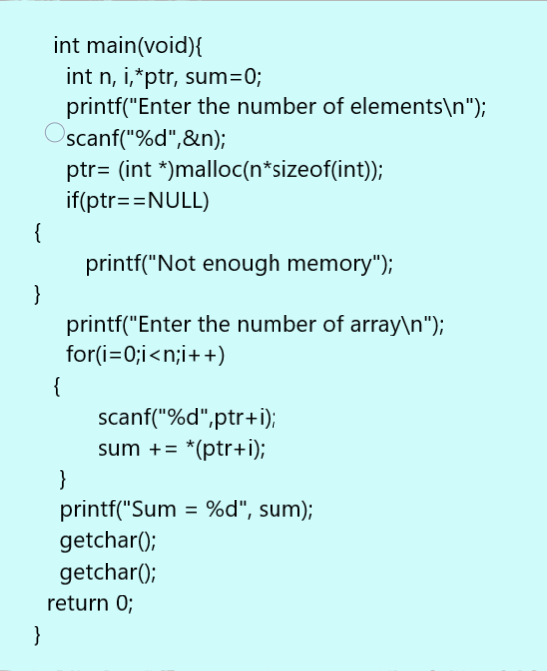 int main(void){
int n, i,*ptr, sum=0;
printf("Enter the number of elements\n");
scanf("%d",&n);
ptr= (int *)malloc(n*sizeof(int));
if(ptr==NULL)
{
printf("Not enough memory");
}
printf("Enter the number of array\n");
for(i=0;i<n;i++)
{
scanf("%d",ptr+i);
sum += *(ptr+i);
}
printf("Sum = %d", sum);
getchar();
getchar();
return 0;
}